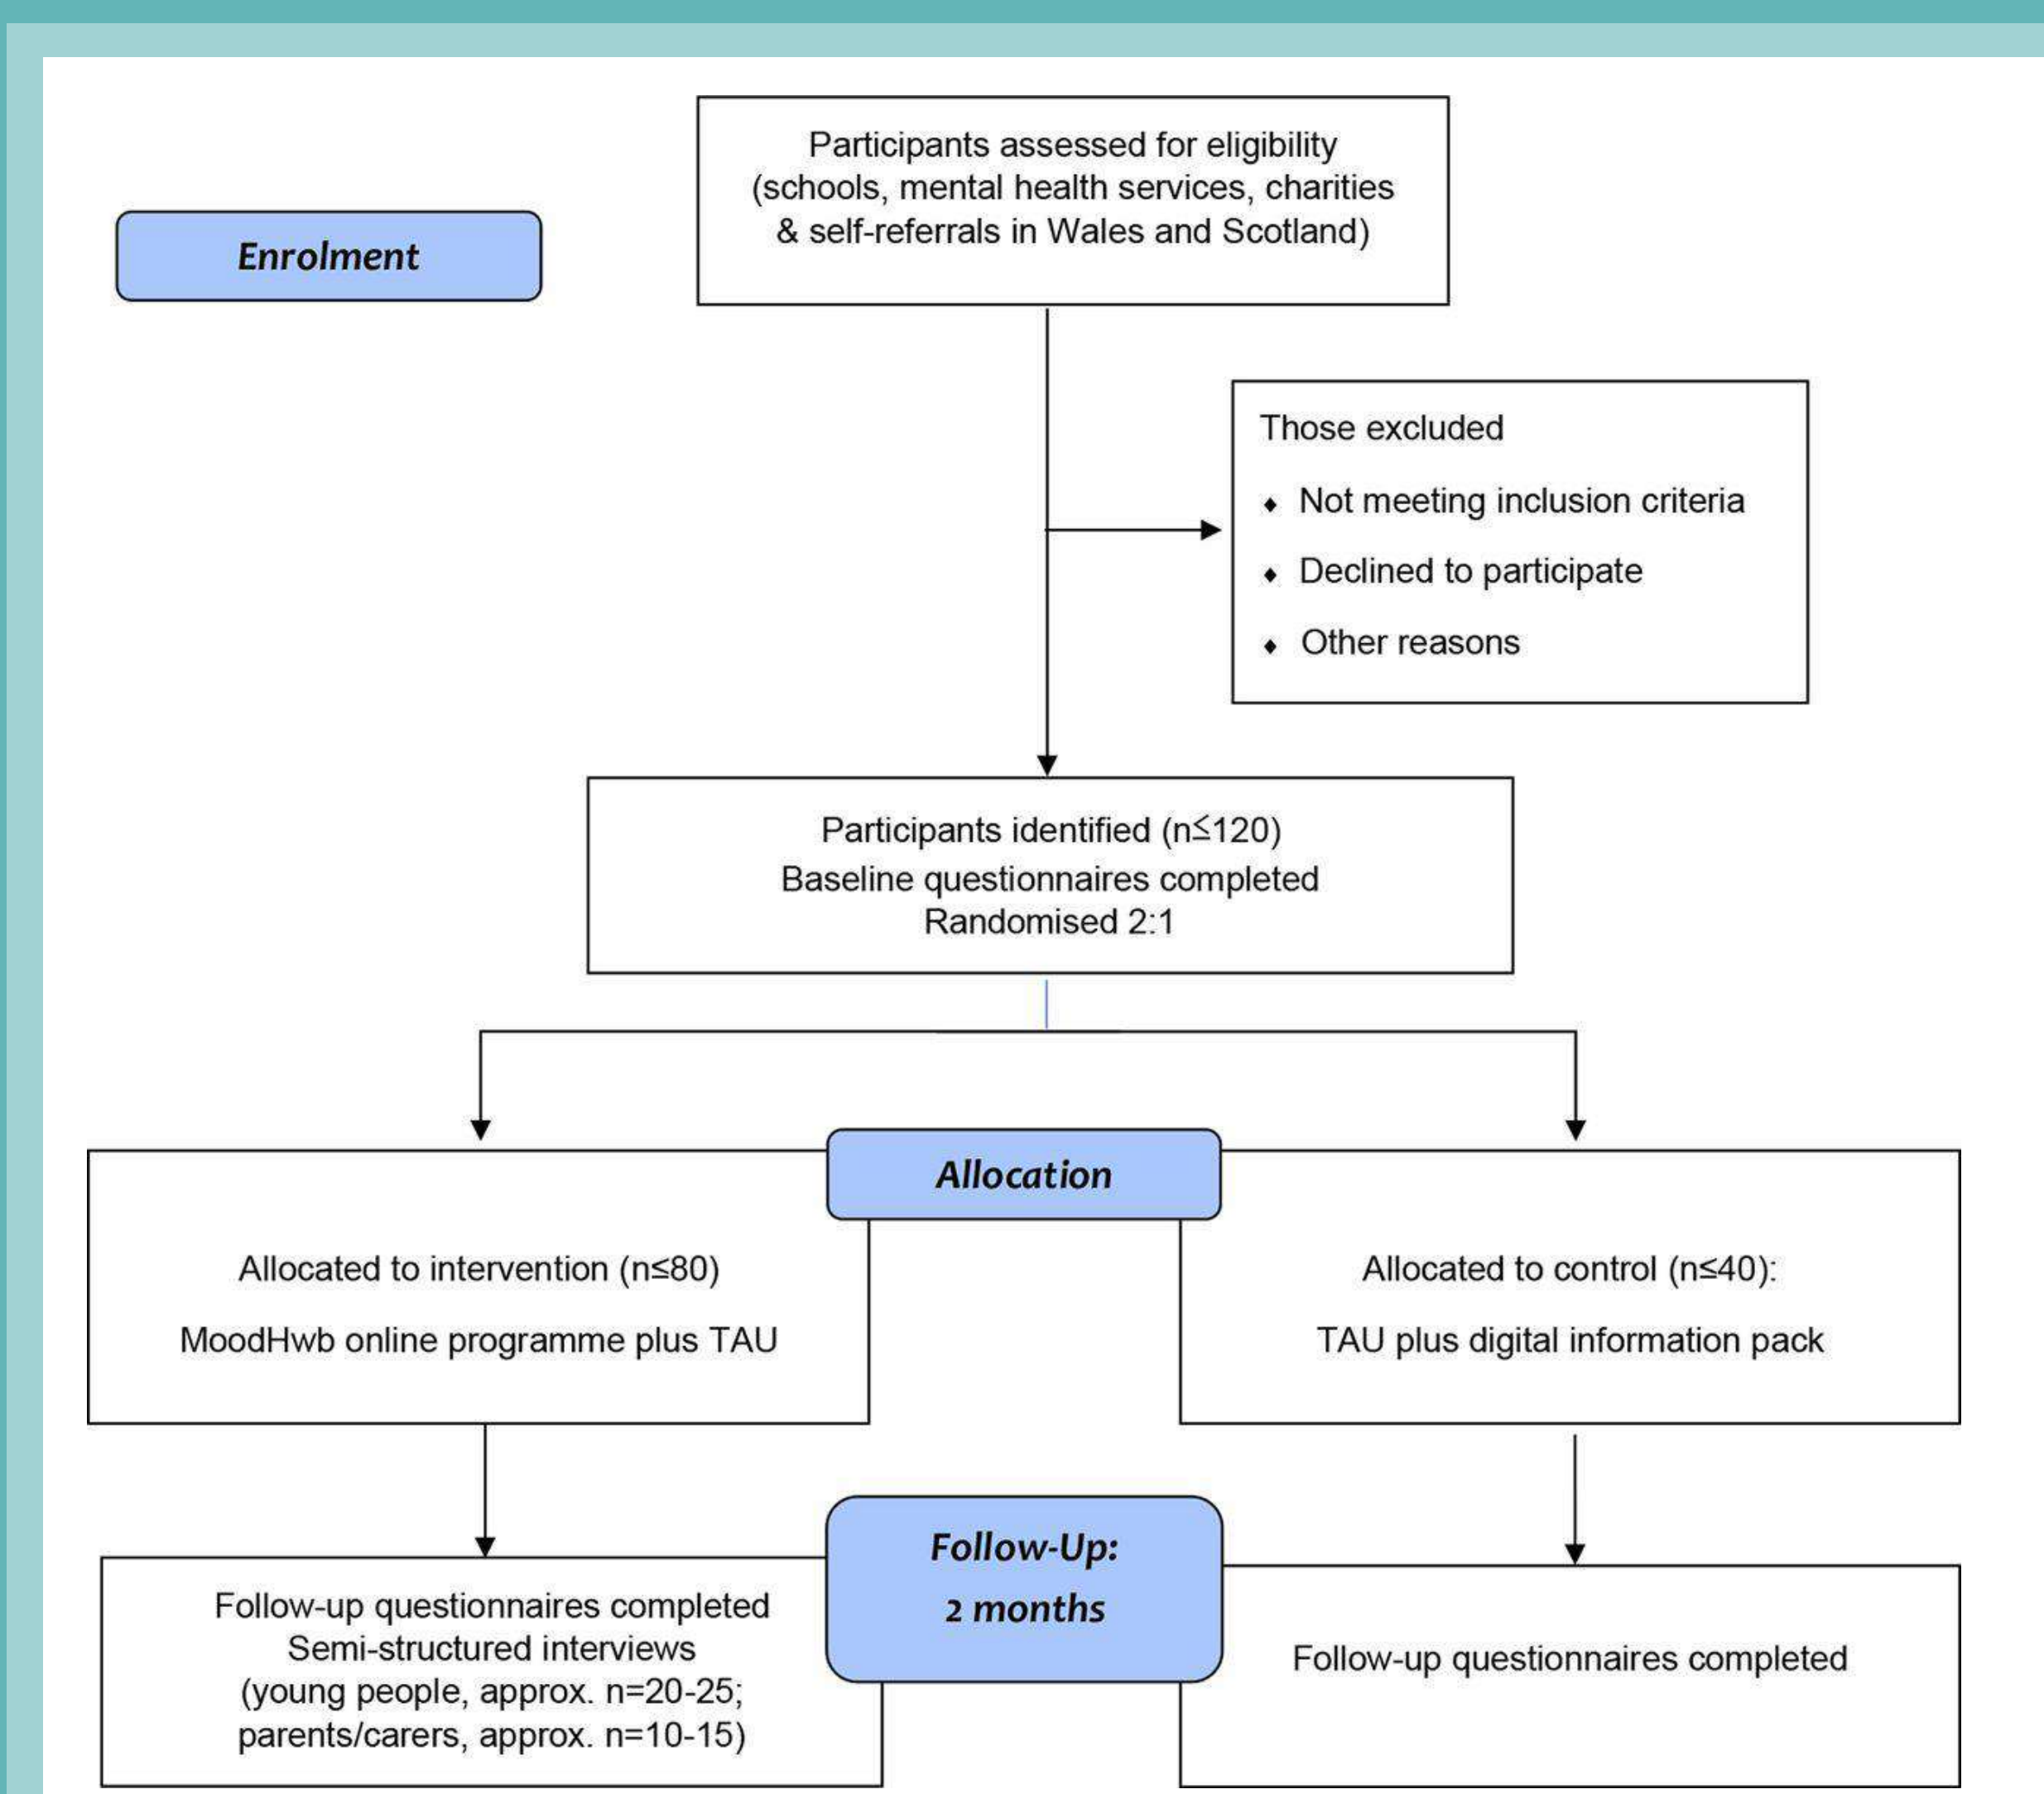 Participants assessed for eligibility
(schools, mental health services, charities
& self-referrals in Wales and Scotland)
Enrolment
Those excluded
♦ Not meeting inclusion criteria
♦ Declined to participate
♦ Other reasons
Participants identified (n≤120)
Baseline questionnaires completed
Randomised 2:1
Allocation
Allocated to intervention (n≤80)
MoodHwb online programme plus TAU
Allocated to control (n≤40):
TAU plus digital information pack
Follow-Up:
2 months
Follow-up questionnaires completed
Semi-structured interviews
(young people, approx. n=20-25;
parents/carers, approx. n=10-15)
Follow-up questionnaires completed